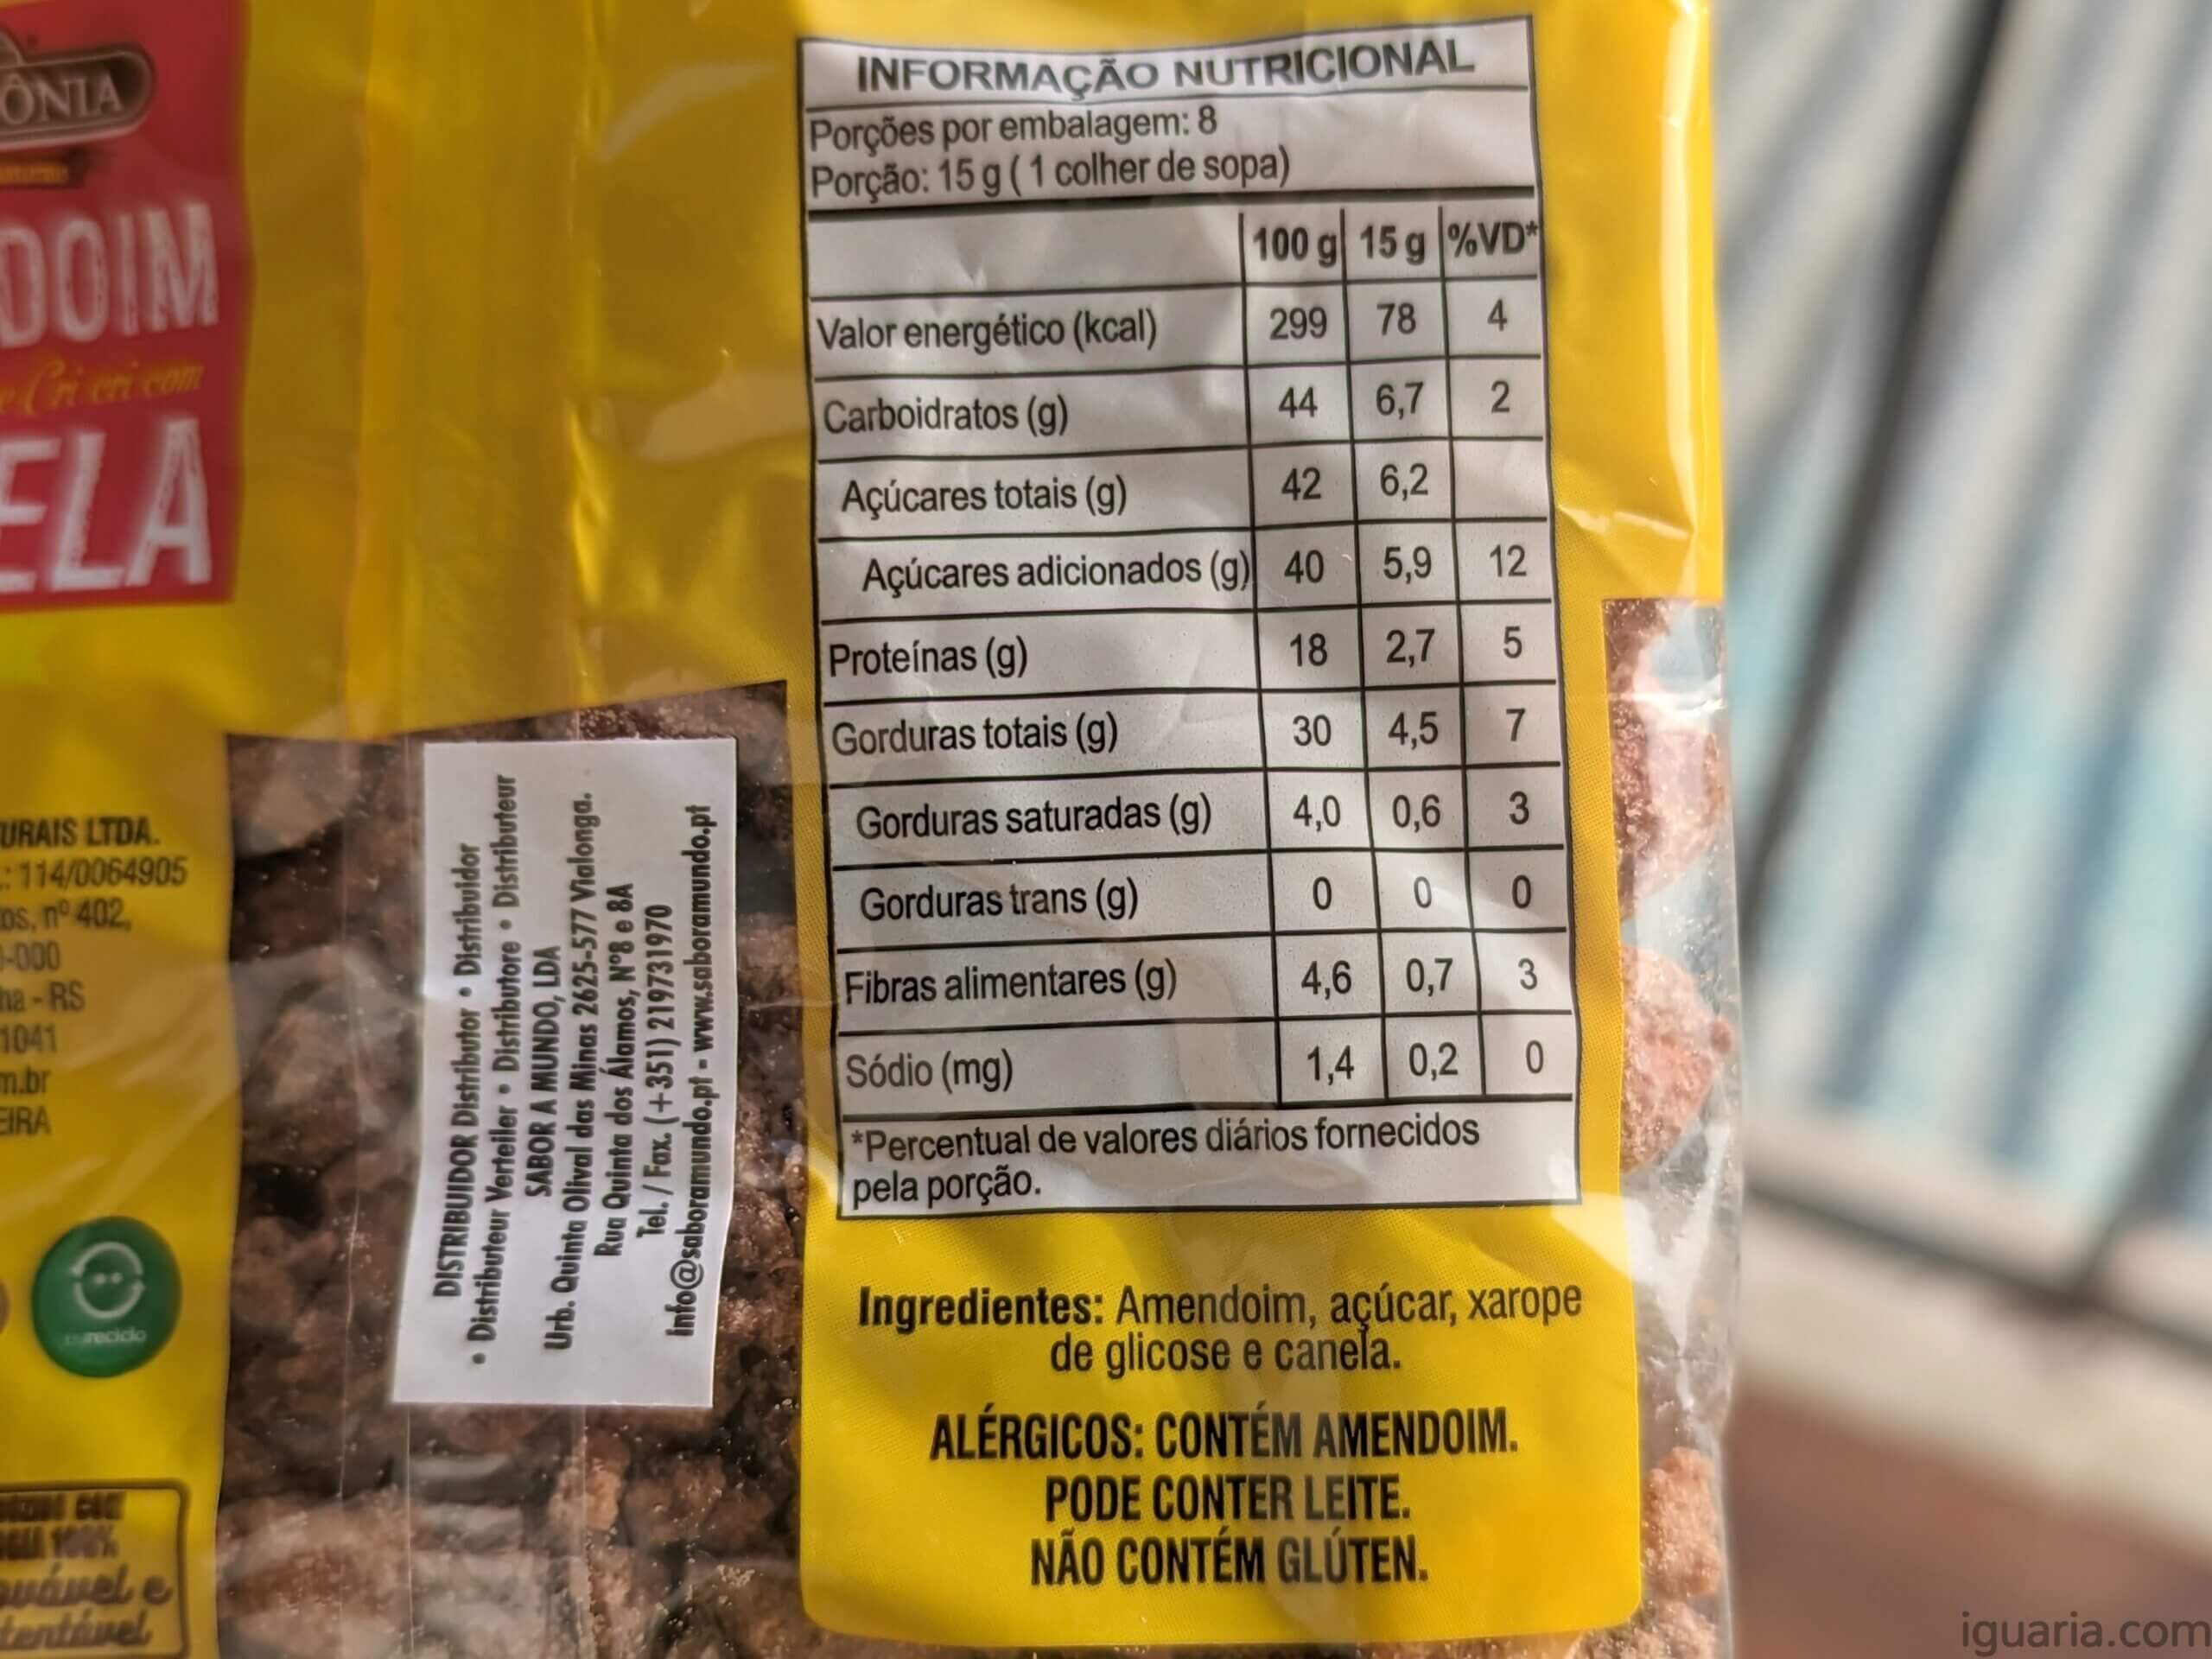 ÔNIA
DOIM
Cri-cri com
ELA
URAIS LTDA.
.: 114/0064905
os, nº 402,
-000
ha - RS
1041
m.br
EIRA
100%
ovável e
tentável
DISTRIBUIDOR Distributor • Distribuidor
• Distributeur Verteiler • Distributore • Distributeur
SABOR A MUNDO, LDA
Urb. Quinta Olival das Minas 2625-577 Vialonga.
Rua Quinta dos Álamos, Nº8 e 8A
Tel. / Fax. (+351) 219731970
info@saboramundo.pt - www.saboramundo.pt
INFORMAÇÃO NUTRICIONAL
Porções por embalagem: 8
Porção: 15 g ( 1 colher de sopa)
100 g 15 g %VD*
Valor energético (kcal) 299 78 4
Carboidratos (g) 44 6,7 2
Açúcares totais (g) 42 6,2
Açúcares adicionados (g) 40 5,9 12
Proteínas (g) 18 2,7 5
Gorduras totais (g) 30 4,5 7
Gorduras saturadas (g) 4,0 0,6 3
Gorduras trans (g) 0 0 0
Fibras alimentares (g) 4,6 0,7 3
Sódio (mg) 1,4 0,2 0
*Percentual de valores diários fornecidos
pela porção.
Ingredientes: Amendoim, açúcar, xarope
de glicose e canela.
ALÉRGICOS: CONTÉM AMENDOIM.
PODE CONTER LEITE.
NÃO CONTÉM GLÚTEN.
iguaria.com